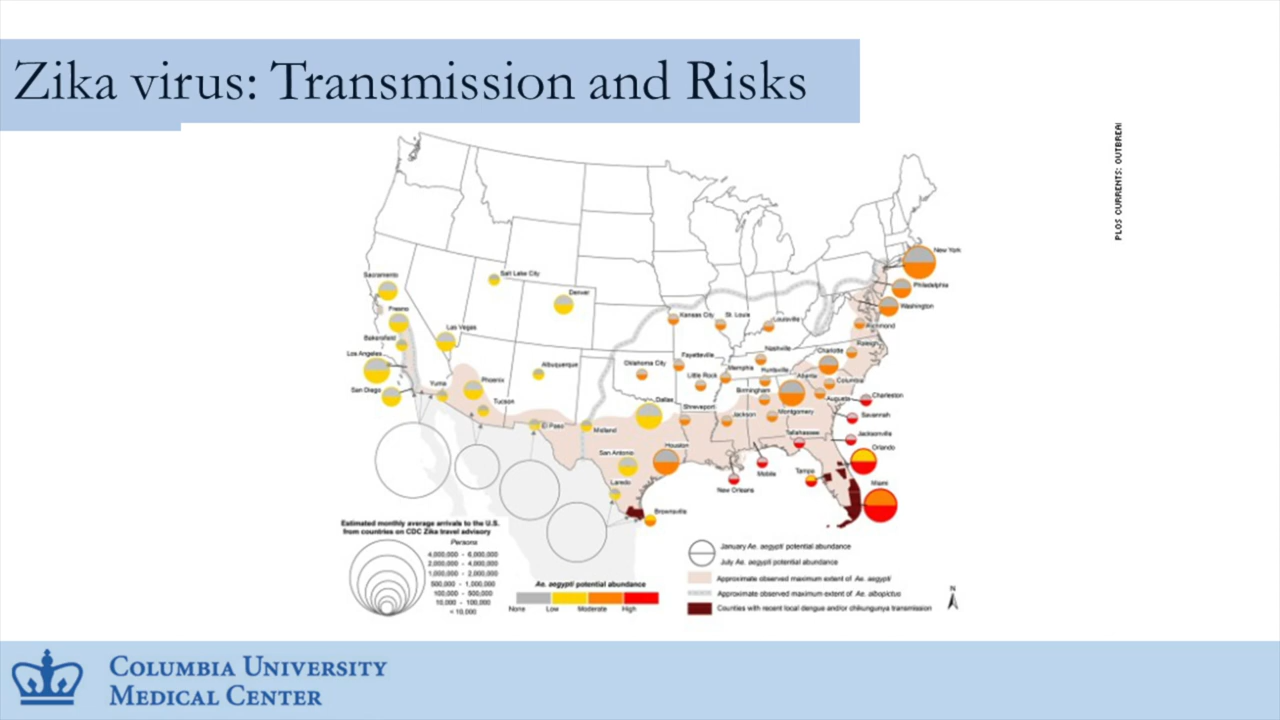 Zika virus: Transmission and Risks
PLOS CURRENTS: OUTBREA
New York
Philadelphia
Washington
Richmond
Raleigh
Charlotte
Columbia
Augusta
Charleston
Savannah
Jacksonville
Orlando
Miami
Tampa
Tallahassee
Mobile
New Orleans
Montgomery
Atlanta
Birmingham
Huntsville
Nashville
Louisville
St. Louis
Kansas City
Fayetteville
Memphis
Little Rock
Oklahoma City
Jackson
Shreveport
Dallas
Houston
San Antonio
Laredo
Brownsville
Midland
El Paso
Albuquerque
Denver
Salt Lake City
Las Vegas
Phoenix
Tucson
Yuma
Sacramento
Fresno
Bakersfield
Los Angeles
San Diego
Estimated monthly average arrivals to the U.S.
from countries on CDC Zika travel advisory
Persons
4,000,000 - 6,000,000
2,000,000 - 4,000,000
1,000,000 - 2,000,000
500,000 - 1,000,000
100,000 - 500,000
10,000 - 100,000
< 10,000
Ae. aegypti potential abundance
None Low Moderate High
January Ae. aegypti potential abundance
July Ae. aegypti potential abundance
Approximate observed maximum extent of Ae. aegypti
Approximate observed maximum extent of Ae. albopictus
Counties with recent local dengue and/or chikungunya transmission
N
COLUMBIA UNIVERSITY
MEDICAL CENTER